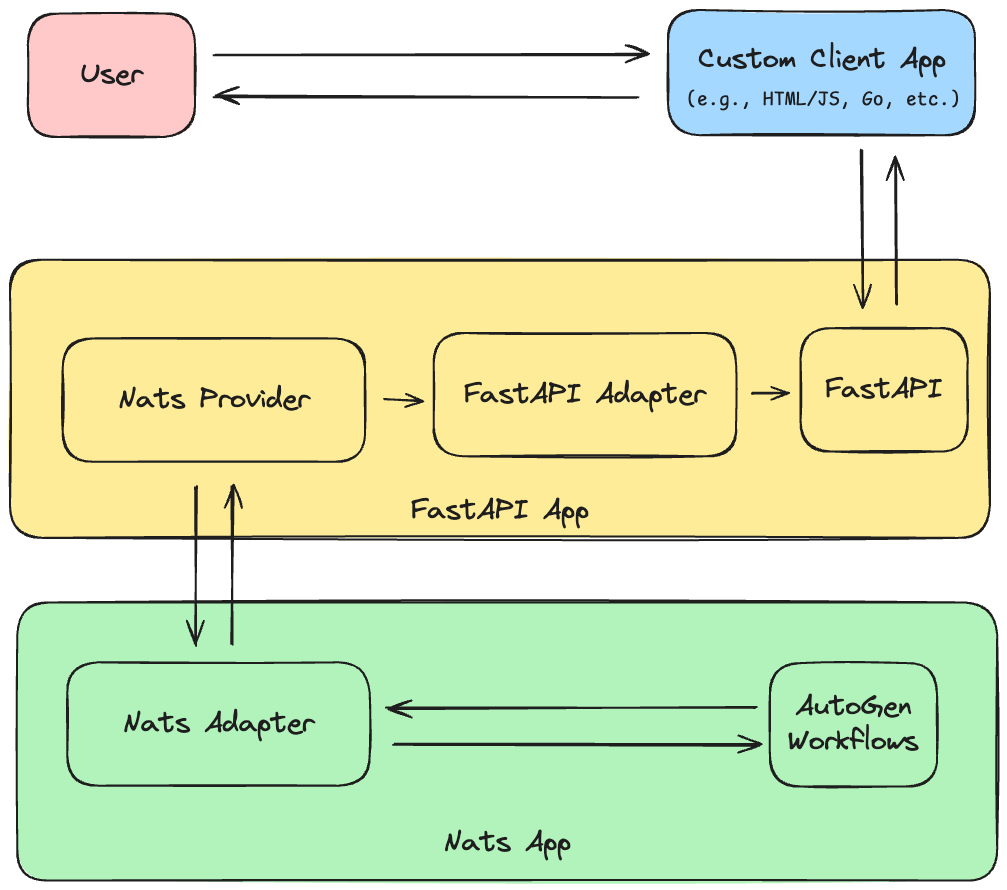 User
Custom Client App
(e.g., HTML/JS, Go, etc.)
Nats Provider
FastAPI Adapter
FastAPI
FastAPI App
Nats Adapter
AutoGen
Workflows
Nats App